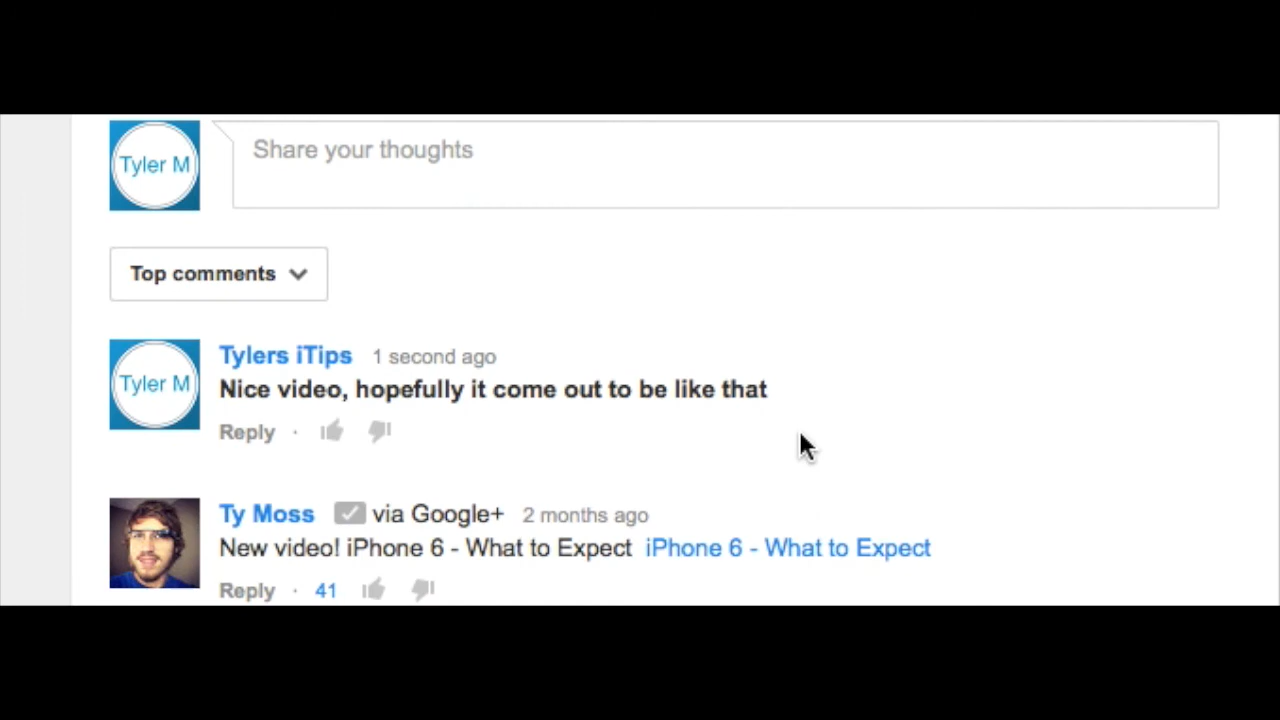 Tyler M
Share your thoughts
Top comments
Tyler M
Tylers iTips 1 second ago
Nice video, hopefully it come out to be like that
Reply ·
Ty Moss via Google+ 2 months ago
New video! iPhone 6 - What to Expect iPhone 6 - What to Expect
Reply · 41